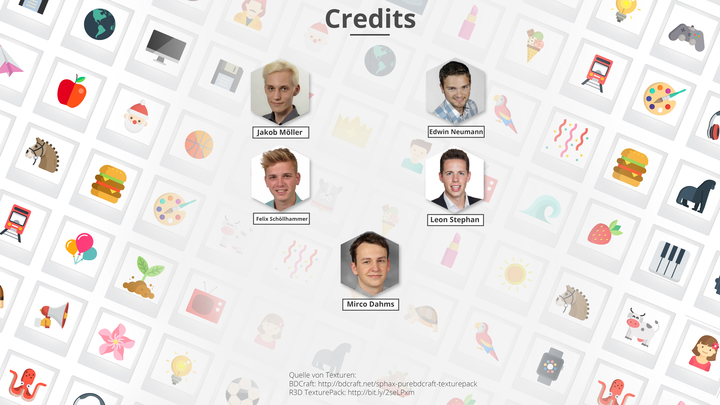 Credits
Jakob Möller
Edwin Neumann
Felix Schöllhammer
Leon Stephan
Mirco Dahms
Quelle von Texturen:
BDCraft: http://bdcraft.net/sphax-purebdcraft-texturepack
R3D TexturePack: http://bit.ly/2seLPxm